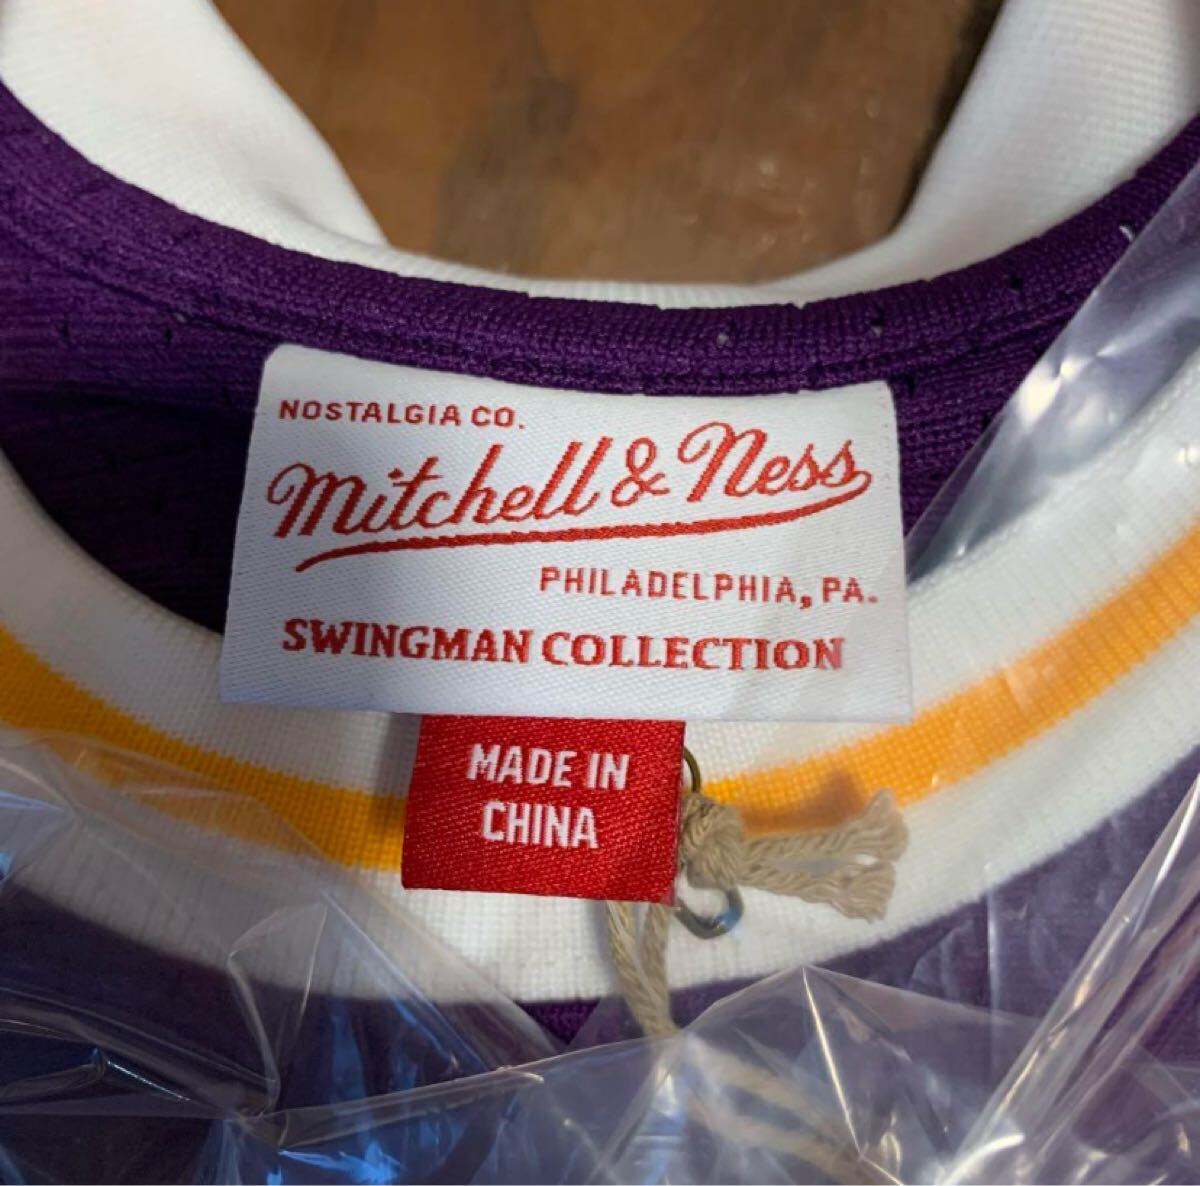 NOSTALGIA CO.
Mitchell & Ness
PHILADELPHIA, PA.
SWINGMAN COLLECTION
MADE IN
CHINA